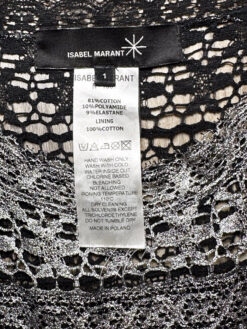 ISABEL MARANT
1
81%COTTON
10%POLYAMIDE
9%ELASTANE
LINING
100%COTTON
HAND WASH ONLY
WASH WITH COLD
WATER INSIDE OUT
CHLORINE BASED
BLEACHING
NOT ALLOWED
IRONING TEMPERATURE
(110°C
DRY CLEANING
ALL SOLVENTS EXCEPT
TRICHLOROETHYLENE
DO NOT TUMBLE DRY
MADE IN POLAND